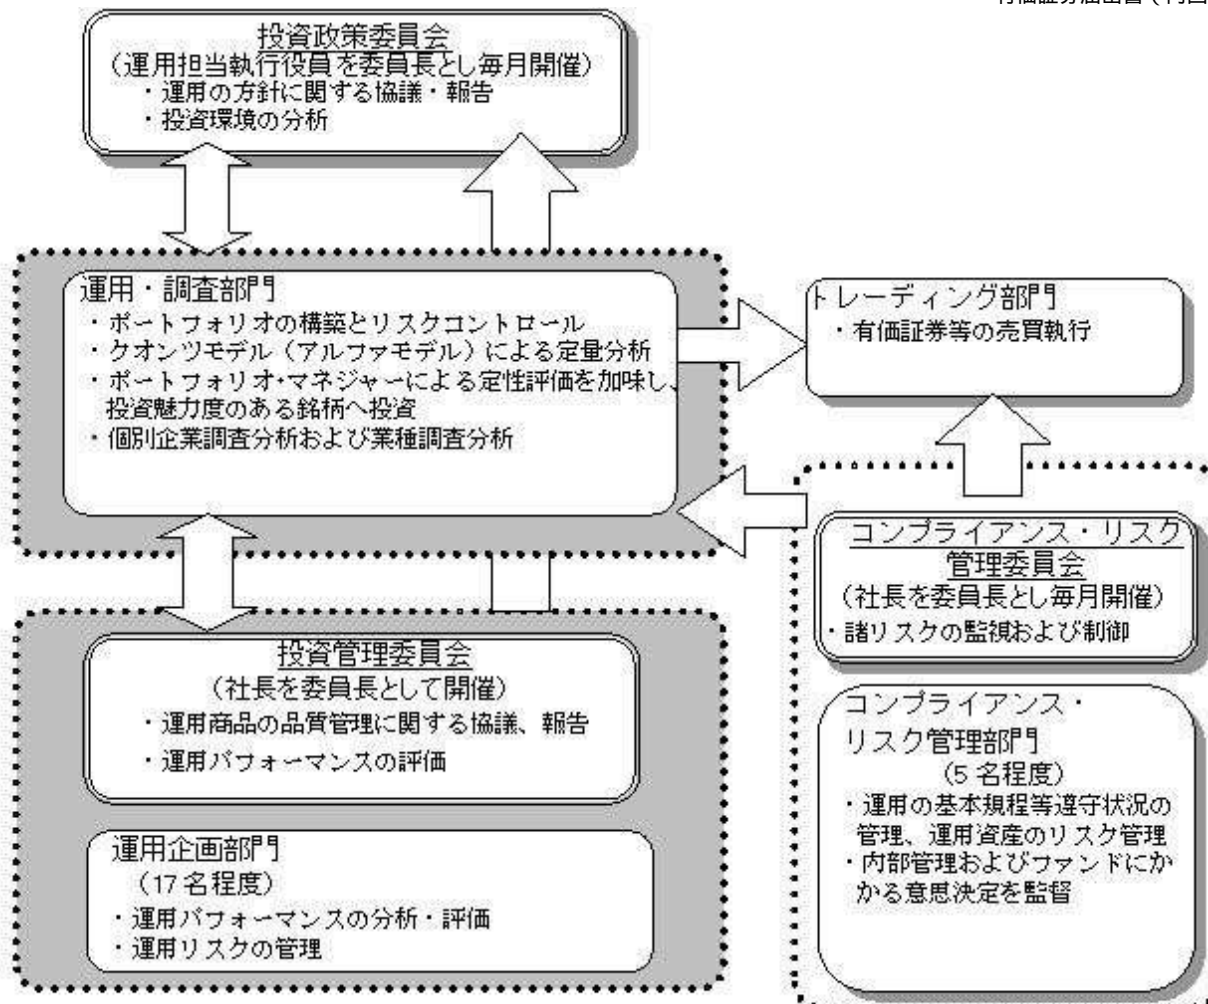 投資政策委員会
(運用担当執行役員を委員長とし毎月開催)
・運用の方針に関する協議・報告
・投資環境の分析
運用・調査部門
・ポートフォリオの構築とリスクコントロール
・クオンツモデル（アルファモデル）による定量分析
・ポートフォリオ・マネジャーによる定性評価を加味し、
投資魅力度のある銘柄へ投資
・個別企業調査分析および業種調査分析
トレーディング部門
・有価証券等の売買執行
コンプライアンス・リスク
管理委員会
(社長を委員長とし毎月開催)
・諸リスクの監視および制御
投資管理委員会
(社長を委員長として開催)
・運用商品の品質管理に関する協議、報告
・運用パフォーマンスの評価
コンプライアンス・
リスク管理部門
(5名程度)
・運用の基本規程等遵守状況の
管理、運用資産のリスク管理
・内部管理およびファンドにか
かる意思決定を監督
運用企画部門
(17名程度)
・運用パフォーマンスの分析・評価
・運用リスクの管理